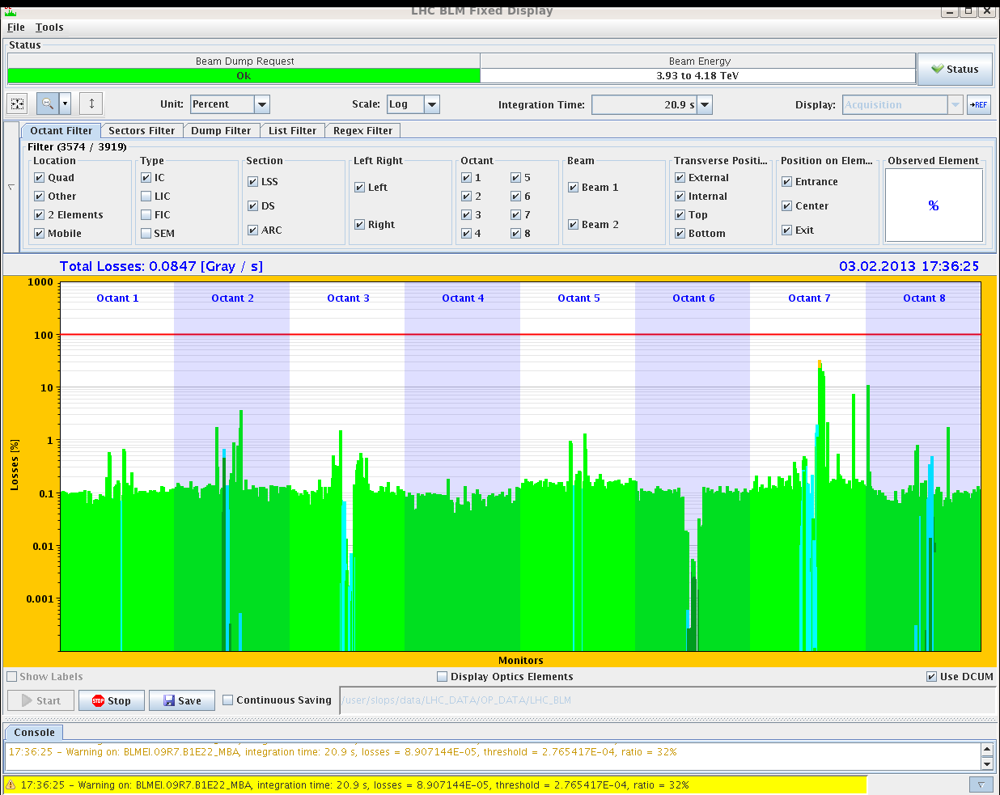 LHC BLM Fixed Display
File Tools
Status
Beam Dump Request Beam Energy
Ok 3.93 to 4.18 TeV
Status
Unit: Percent Scale: Log Integration Time: 20.9 s Display: Acquisition →REF
Octant Filter Sectors Filter Dump Filter List Filter Regex Filter
Filter (3574 / 3919)
Location Type Section Left Right Octant Beam Transverse Positi... Position on Elem... Observed Element
Quad IC LSS Left 1 5 Beam 1 External Entrance
Other LIC DS 2 6 Internal Center %
2 Elements FIC ARC Right 3 7 Beam 2 Top Exit
Mobile SEM 4 8 Bottom
Total Losses: 0.0847 [Gray / s] 03.02.2013 17:36:25
1000
Octant 1 Octant 2 Octant 3 Octant 4 Octant 5 Octant 6 Octant 7 Octant 8
100
10
1
0.1
0.01
0.001
Losses [%]
Monitors
Show Labels Display Optics Elements Use DCUM
Start STOP Stop Save Continuous Saving /user/slops/data/LHC_DATA/OP_DATA/LHC_BLM
Console
17:36:25 - Warning on: BLMEI.09R7.B1E22_MBA, integration time: 20.9 s, losses = 8.907144E-05, threshold = 2.765417E-04, ratio = 32%
17:36:25 - Warning on: BLMEI.09R7.B1E22_MBA, integration time: 20.9 s, losses = 8.907144E-05, threshold = 2.765417E-04, ratio = 32%